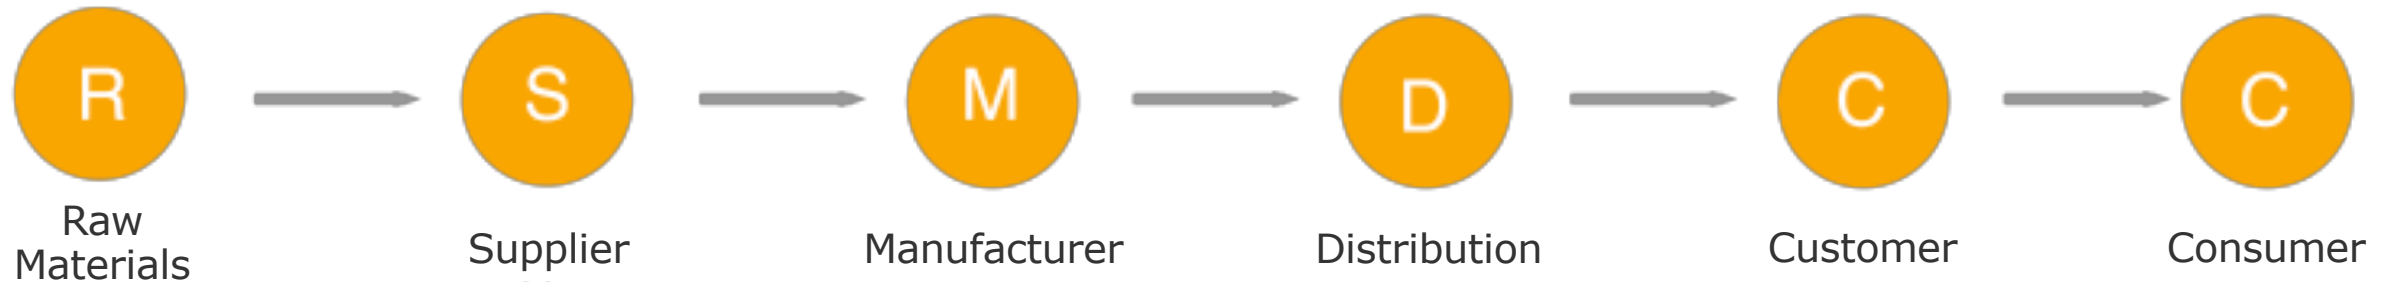 R
S
M
D
C
C
Raw
Materials
Supplier
Manufacturer
Distribution
Customer
Consumer